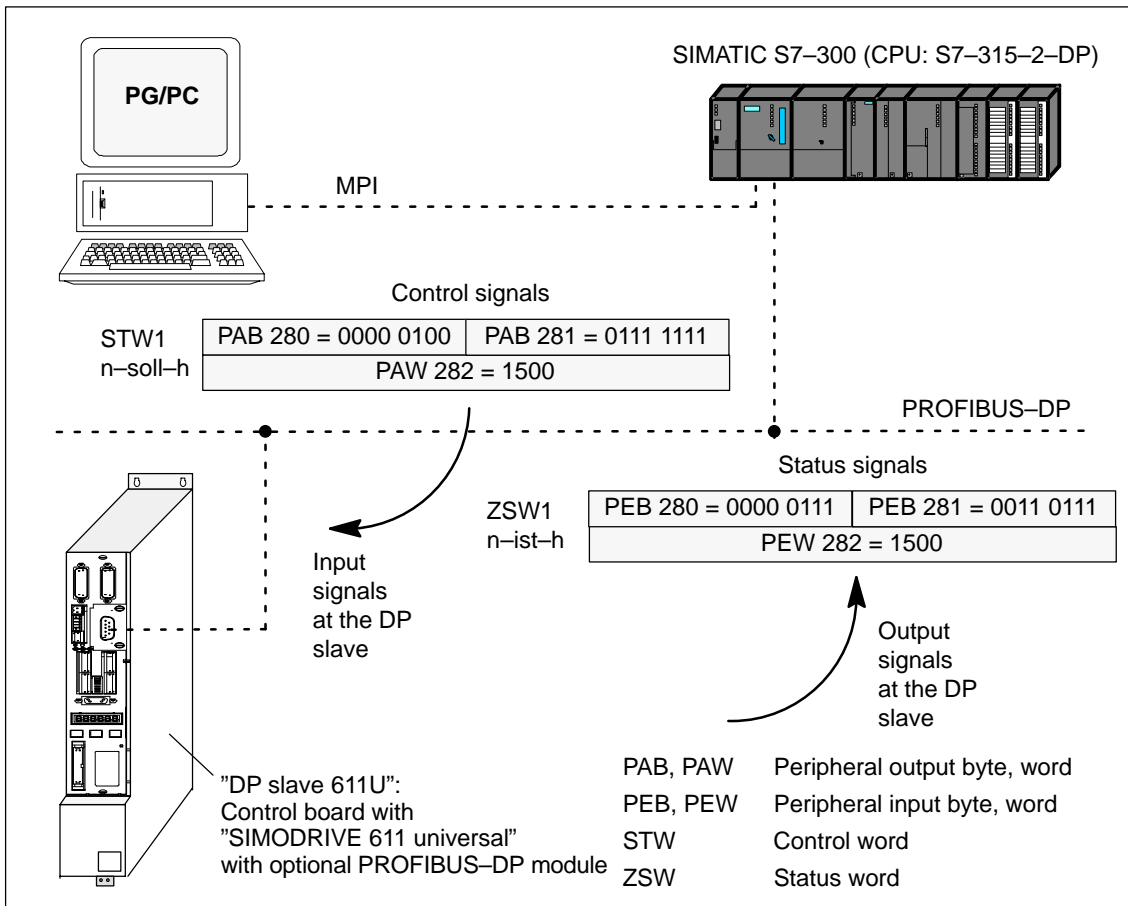 PG/PC
SIMATIC S7–300 (CPU: S7–315–2–DP)
MPI
Control signals
STW1
n–soll–h
PAB 280 = 0000 0100
PAB 281 = 0111 1111
PAW 282 = 1500
PROFIBUS–DP
Status signals
ZSW1
n–ist–h
PEB 280 = 0000 0111
PEB 281 = 0011 0111
PEW 282 = 1500
Input
signals
at the DP
slave
Output
signals
at the DP
slave
”DP slave 611U”:
Control board with
”SIMODRIVE 611 universal”
with optional PROFIBUS–DP module
PAB, PAW Peripheral output byte, word
PEB, PEW Peripheral input byte, word
STW Control word
ZSW Status word